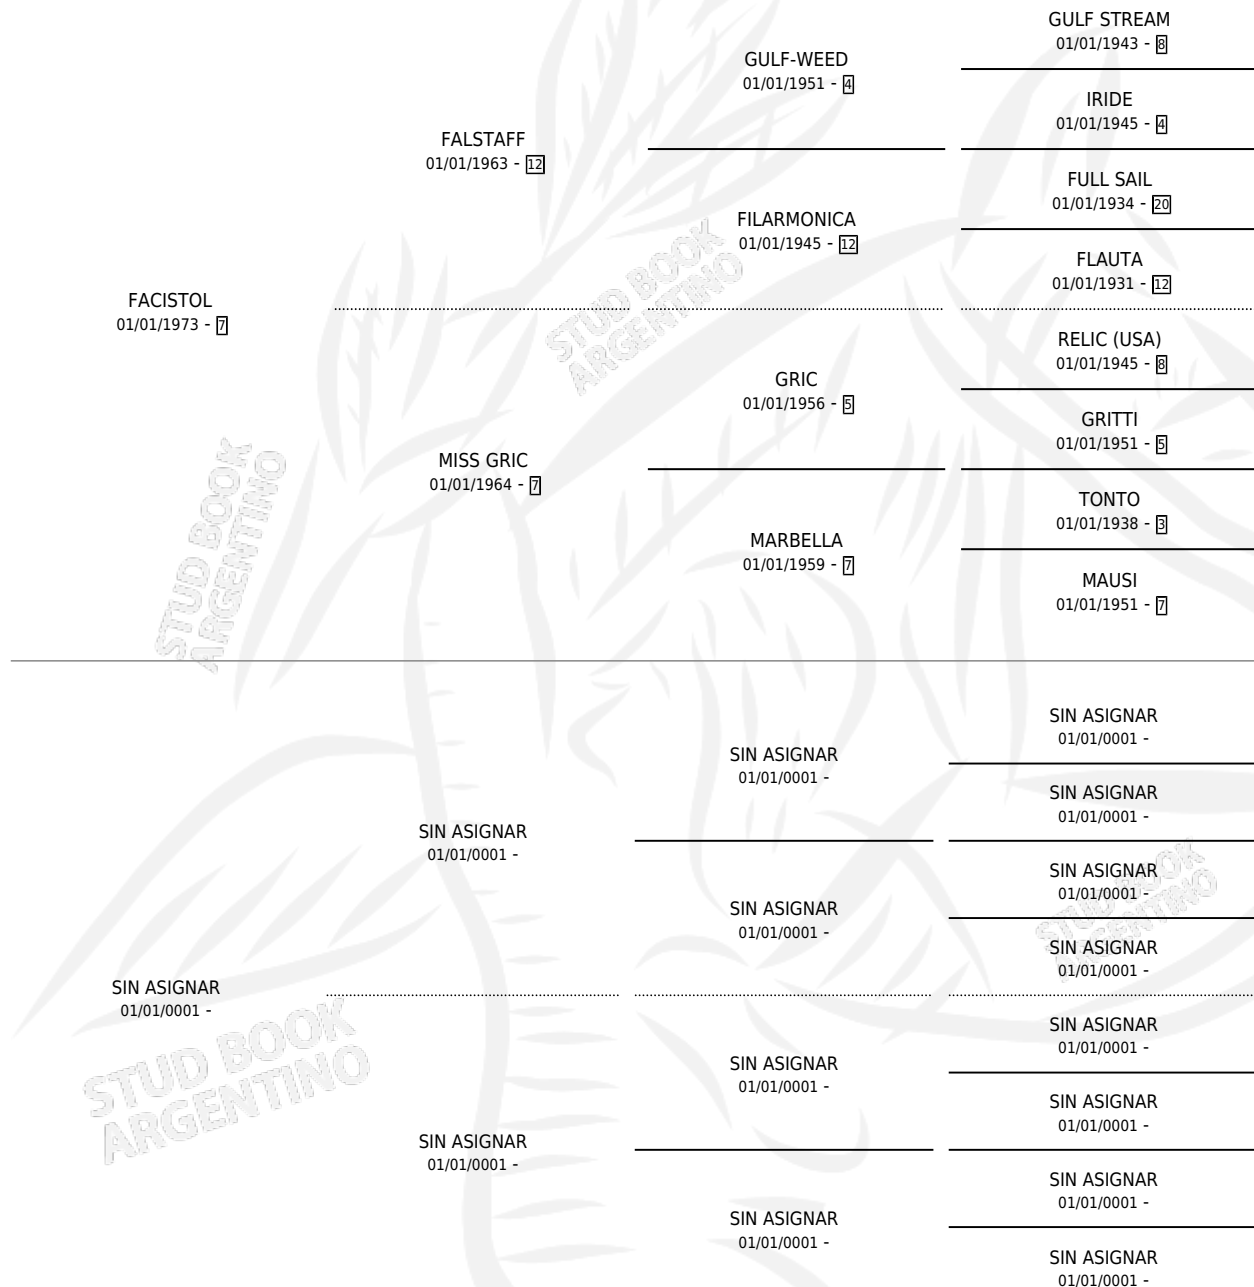 GULF STREAM
01/01/1943 - 8
GULF-WEED
01/01/1951 - 4
IRIDE
01/01/1945 - 4
FALSTAFF
01/01/1963 - 12
FULL SAIL
01/01/1934 - 20
FILARMONICA
01/01/1945 - 12
FLAUTA
01/01/1931 - 12
FACISTOL
01/01/1973 - 7
RELIC (USA)
01/01/1945 - 8
GRIC
01/01/1956 - 5
GRITTI
01/01/1951 - 5
MISS GRIC
01/01/1964 - 7
TONTO
01/01/1938 - 3
MARBELLA
01/01/1959 - 7
MAUSI
01/01/1951 - 7
STUD BOOK
ARGENTINO
STUD BOOK
ARGENTINO
SIN ASIGNAR
01/01/0001 -
SIN ASIGNAR
01/01/0001 -
SIN ASIGNAR
01/01/0001 -
SIN ASIGNAR
01/01/0001 -
SIN ASIGNAR
01/01/0001 -
SIN ASIGNAR
01/01/0001 -
SIN ASIGNAR
01/01/0001 -
SIN ASIGNAR
01/01/0001 -
SIN ASIGNAR
01/01/0001 -
SIN ASIGNAR
01/01/0001 -
SIN ASIGNAR
01/01/0001 -
SIN ASIGNAR
01/01/0001 -
SIN ASIGNAR
01/01/0001 -
SIN ASIGNAR
01/01/0001 -
SIN ASIGNAR
01/01/0001 -
STUD BOOK
ARGENTINO
STUD BOOK
ARGENTINO